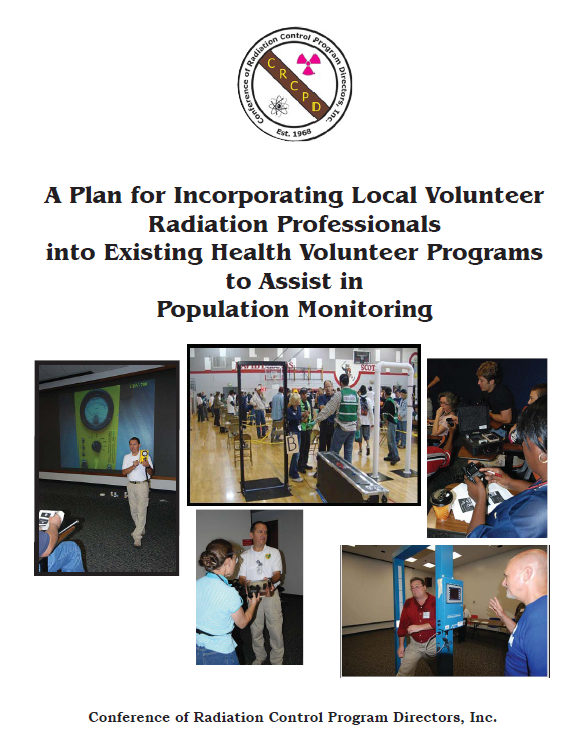 Conference of Radiation Control Program Directors, Inc.
CRCPD
Est. 1968
A Plan for Incorporating Local Volunteer
Radiation Professionals
into Existing Health Volunteer Programs
to Assist in
Population Monitoring
SCOT
B
Conference of Radiation Control Program Directors, Inc.